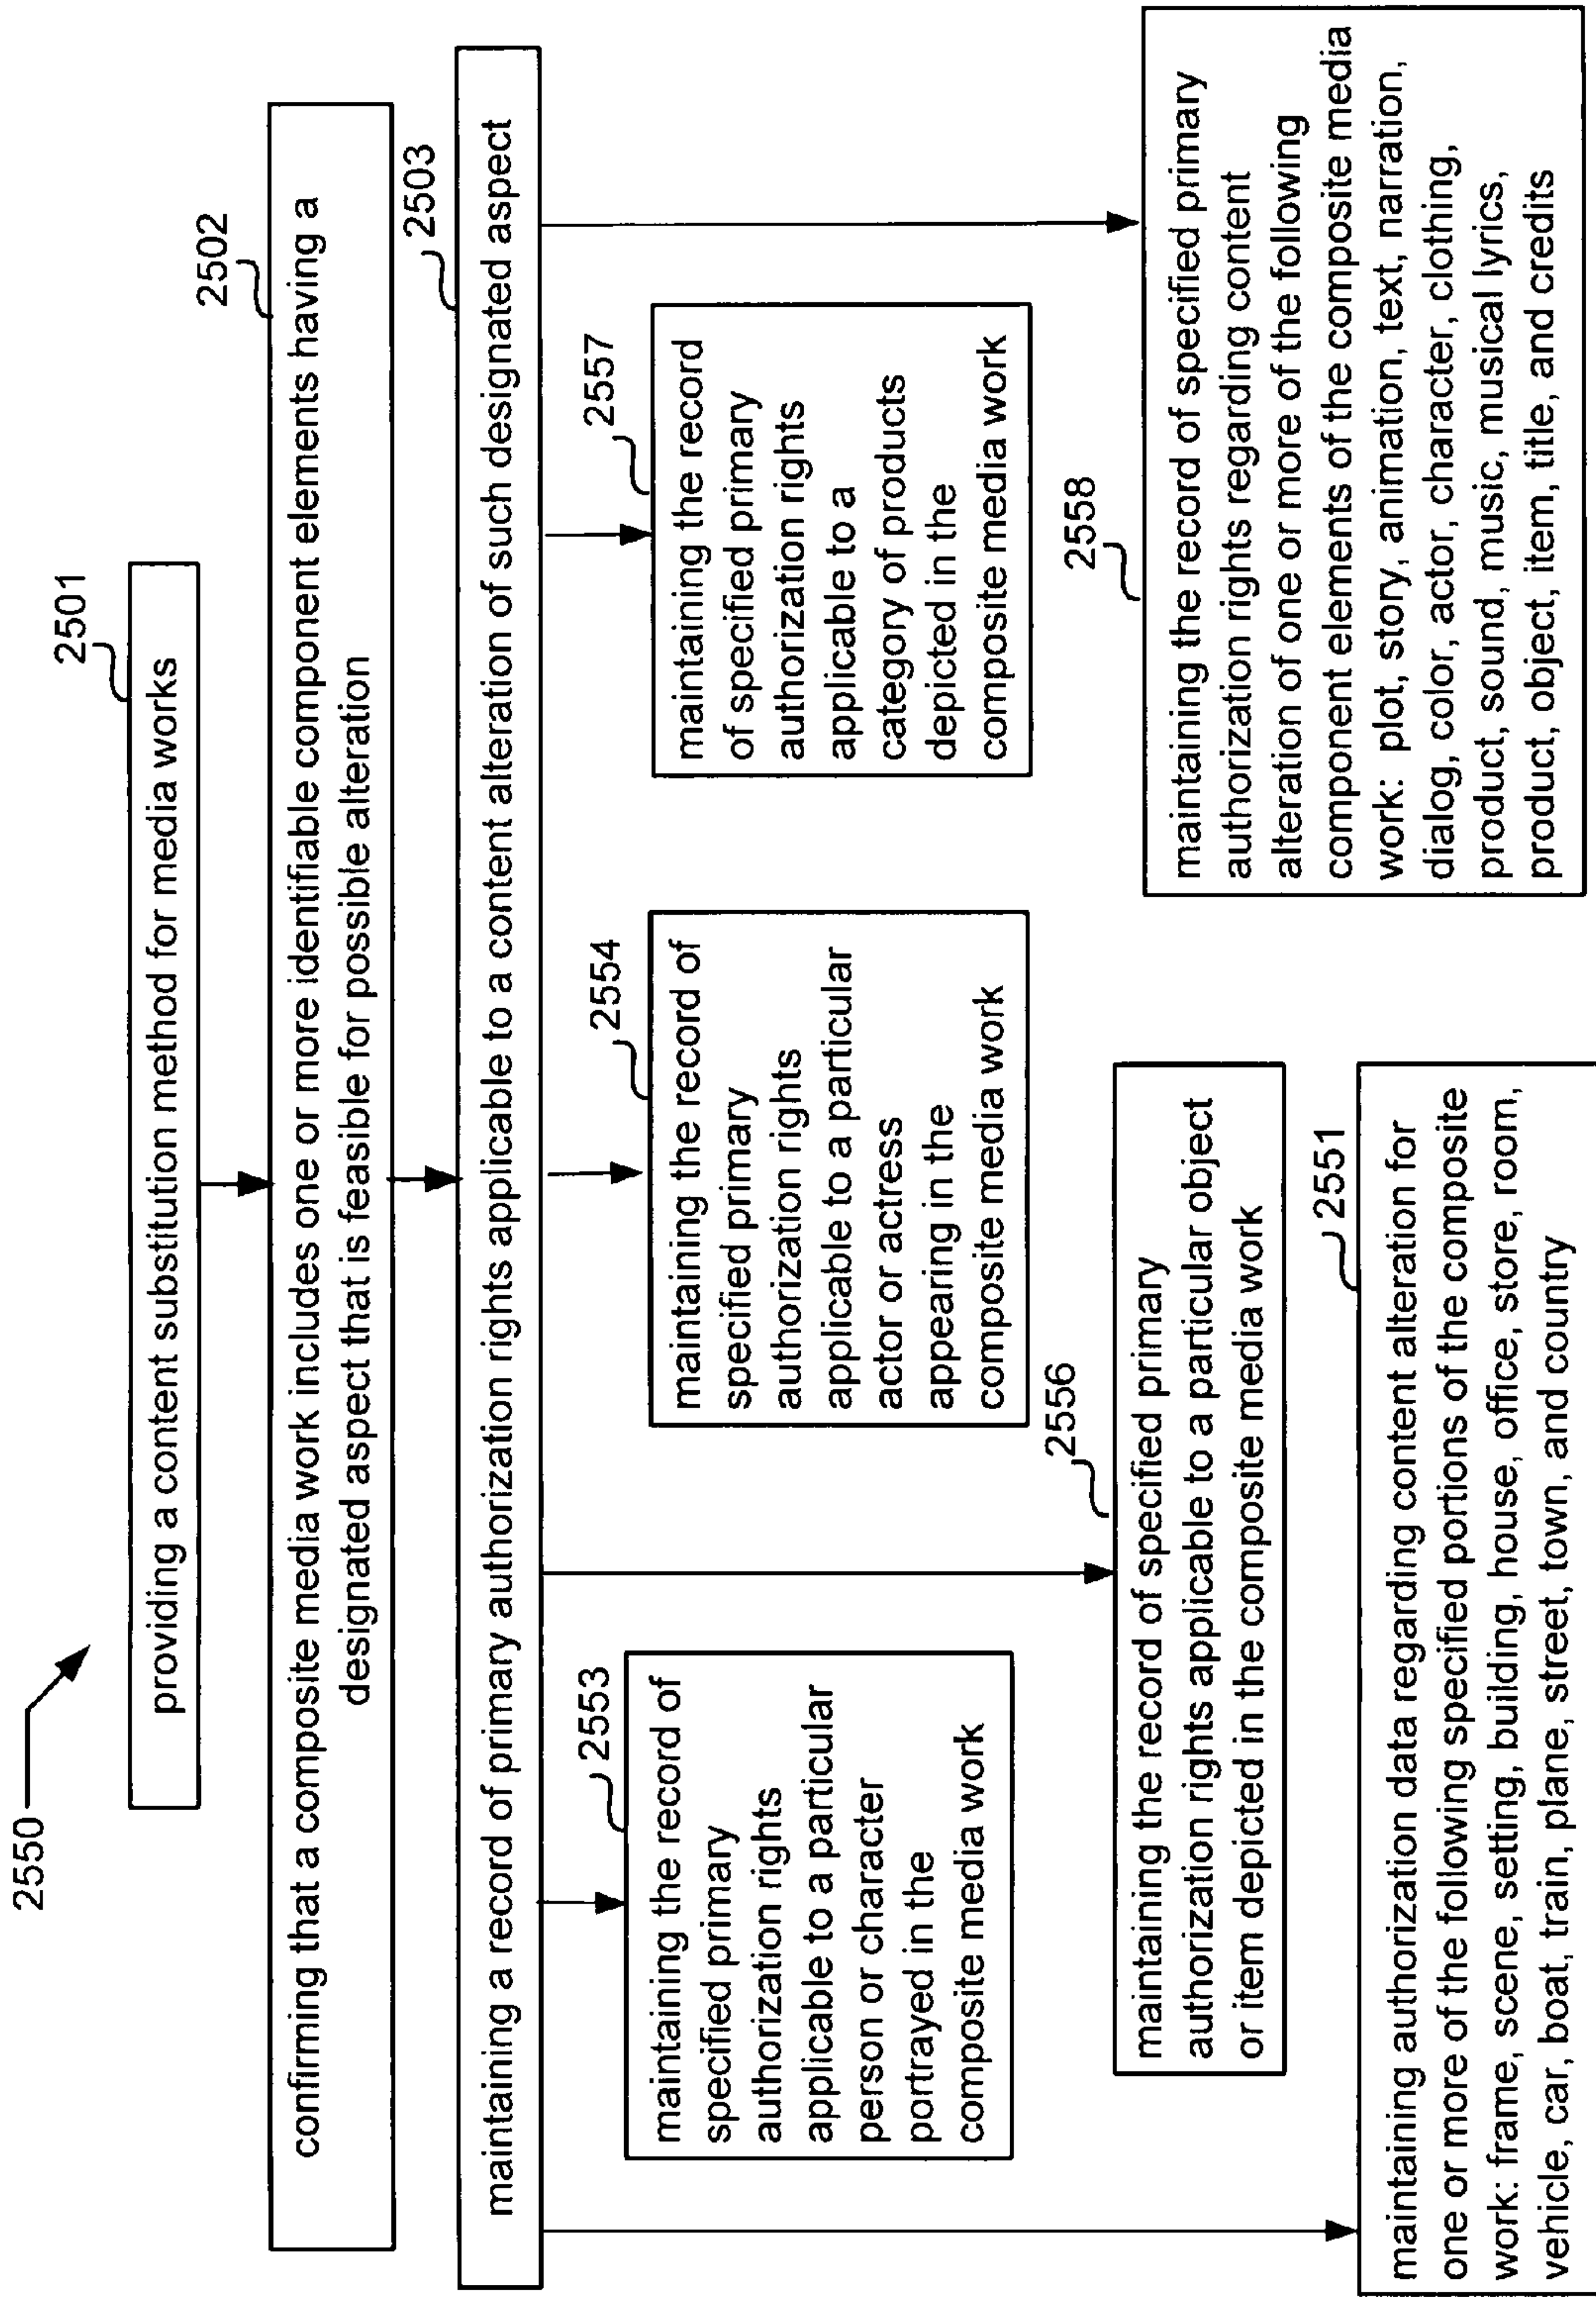 2550
2501
providing a content substitution method for media works
2502
confirming that a composite media work includes one or more identifiable component elements having a
designated aspect that is feasible for possible alteration
2503
maintaining a record of primary authorization rights applicable to a content alteration of such designated aspect
2553
maintaining the record of
specified primary
authorization rights
applicable to a particular
person or character
portrayed in the
composite media work
2554
maintaining the record of
specified primary
authorization rights
applicable to a particular
actor or actress
appearing in the
composite media work
2557
maintaining the record
of specified primary
authorization rights
applicable to a
category of products
depicted in the
composite media work
2556
maintaining the record of specified primary
authorization rights applicable to a particular object
or item depicted in the composite media work
2558
maintaining the record of specified primary
authorization rights regarding content
alteration of one or more of the following
component elements of the composite media
work: plot, story, animation, text, narration,
dialog, color, actor, character, clothing,
product, sound, music, musical lyrics,
product, object, item, title, and credits
2551
maintaining authorization data regarding content alteration for
one or more of the following specified portions of the composite
work: frame, scene, setting, building, house, office, store, room,
vehicle, car, boat, train, plane, street, town, and country